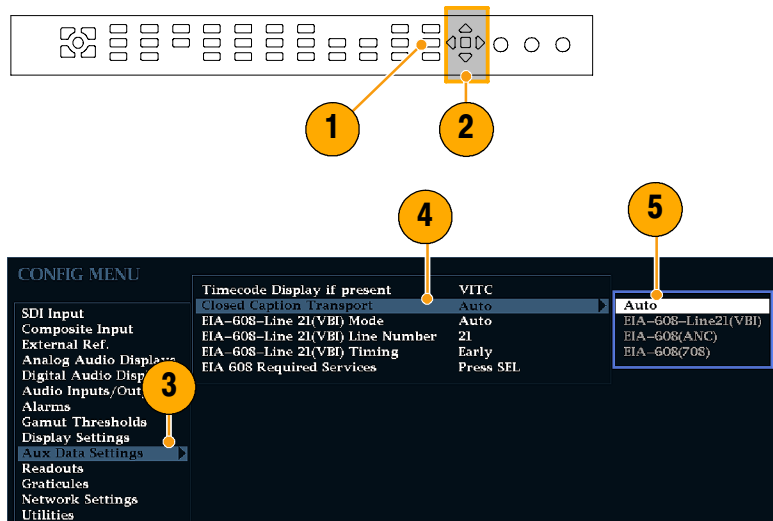 1
2
4
5
CONFIG MENU
SDI Input
Composite Input
External Ref.
Analog Audio Displays
Digital Audio Disp
Audio Inputs/Out
Alarms
Gamut Thresholds
Display Settings
Aux Data Settings
Readouts
Graticules
Network Settings
Utilities
3
Timecode Display if present VITC
Closed Caption Transport Auto
EIA-608-Line 21(VBI) Mode Auto
EIA-608-Line 21(VBI) Line Number 21
EIA-608-Line 21(VBI) Timing Early
EIA 608 Required Services Press SEL
Auto
EIA-608-Line21(VBI)
EIA-608(ANC)
EIA-608(708)